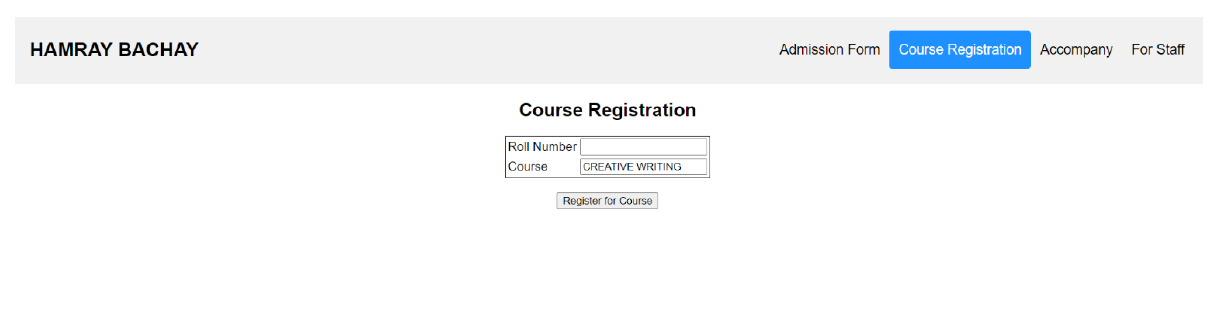 HAMRAY BACHAY
Admission Form Course Registration Accompany For Staff
Course Registration
Roll Number
Course CREATIVE WRITING
Register for Course